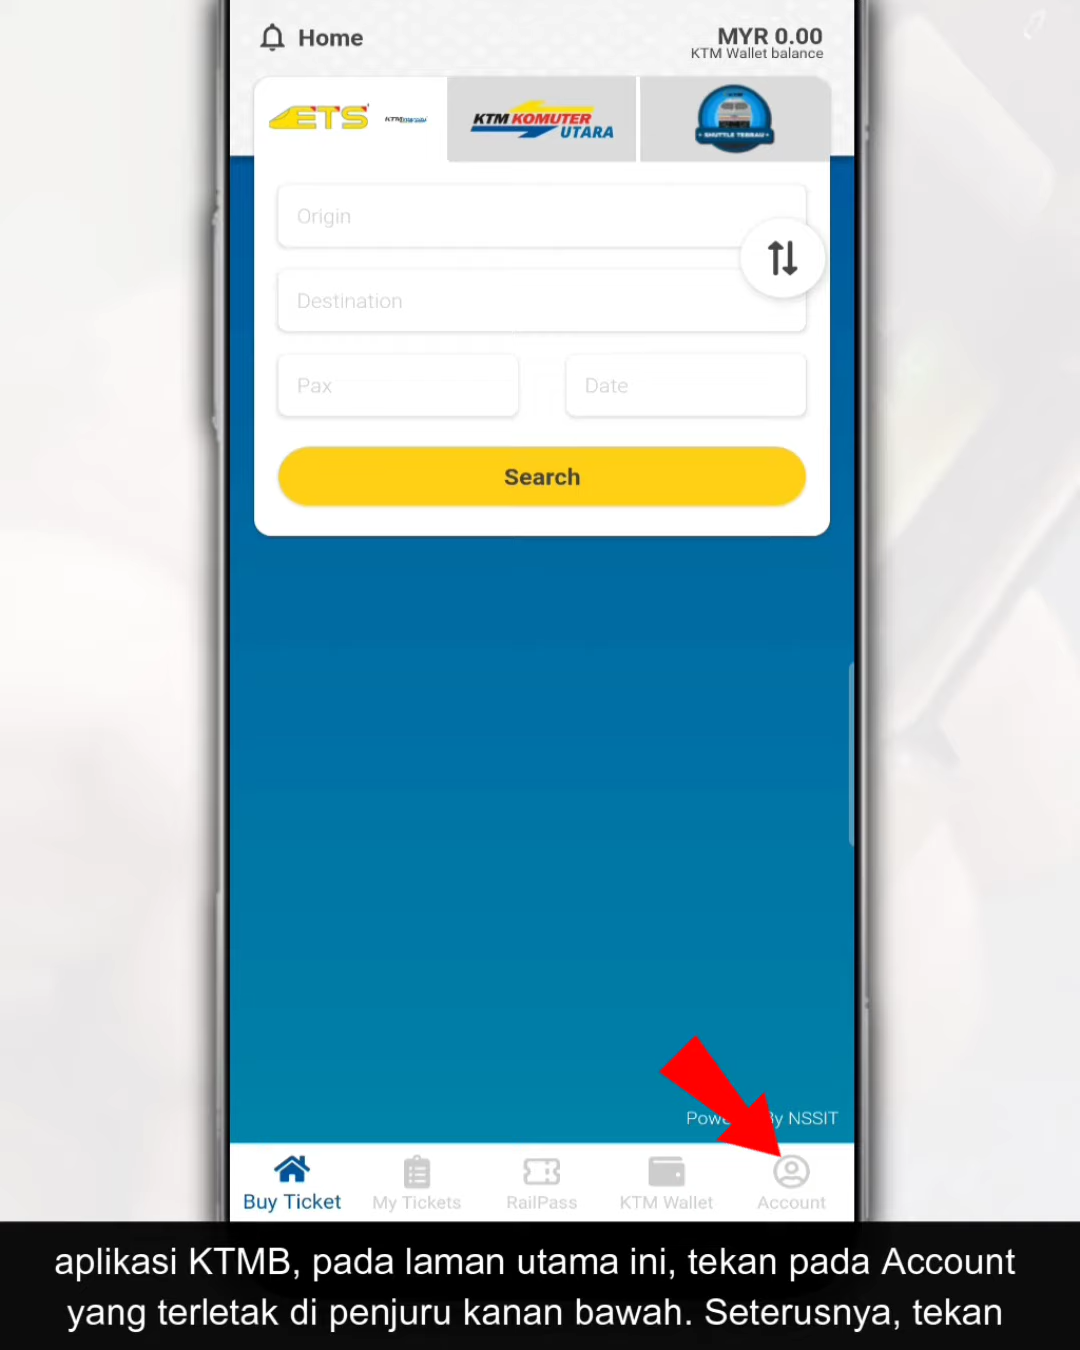 Home
MYR 0.00
KTM Wallet balance
ETS
KTM KOMUTER
UTARA
SHUTTLE TEBRAU
Origin
Destination
Pax
Date
Search
By NSSIT
Buy Ticket
My Tickets
RailPass
KTM Wallet
Account
aplikasi KTMB, pada laman utama ini, tekan pada Account
yang terletak di penjuru kanan bawah. Seterusnya, tekan